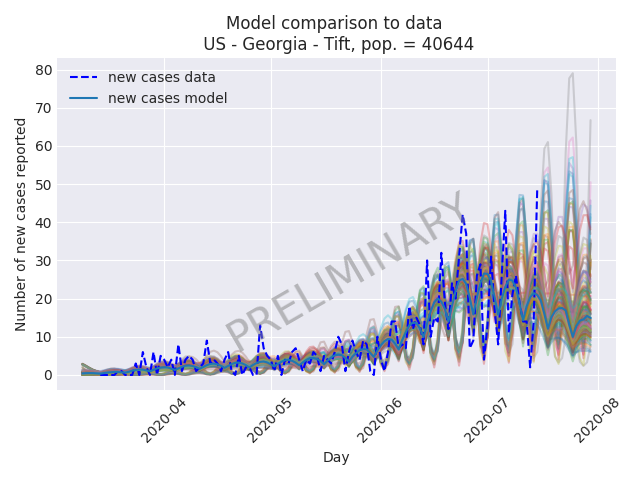 Model comparison to data
US - Georgia - Tift, pop. = 40644
new cases data
new cases model
Number of new cases reported
80
70
60
50
40
30
20
10
0
PRELIMINARY
2020-04
2020-05
2020-06
2020-07
2020-08
Day